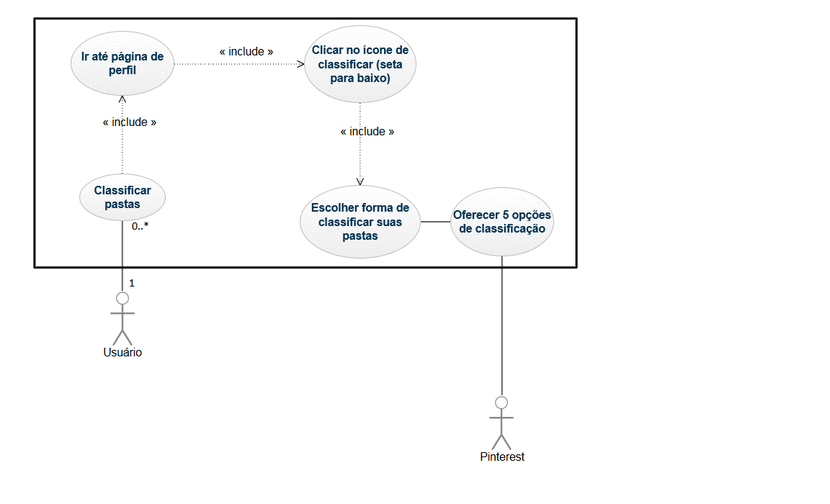 Ir até página de
perfil
« include »
Clicar no ícone de
classificar (seta
para baixo)
« include »
« include »
Classificar
pastas
0..*
Escolher forma de
classificar suas
pastas
Oferecer 5 opções
de classificação
1
Usuário
Pinterest